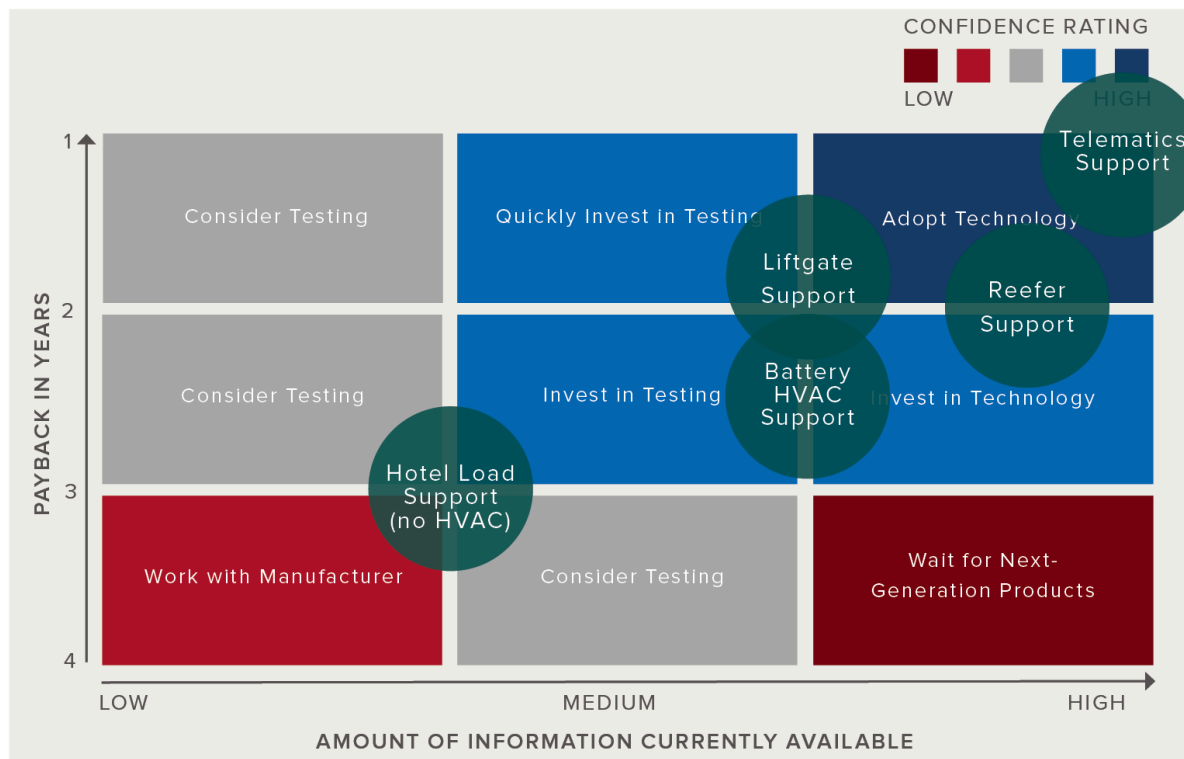 CONFIDENCE RATING
LOW
HIGH
Telematics
Support
1
Consider Testing
Quickly Invest in Testing
Adopt Technology
Liftgate
Support
Reefer
Support
2
Consider Testing
Invest in Testing
Battery
HVAC
Support
Invest in Technology
Hotel Load
Support
(no HVAC)
3
Work with Manufacturer
Consider Testing
Wait for Next-
Generation Products
4
PAYBACK IN YEARS
LOW
MEDIUM
HIGH
AMOUNT OF INFORMATION CURRENTLY AVAILABLE